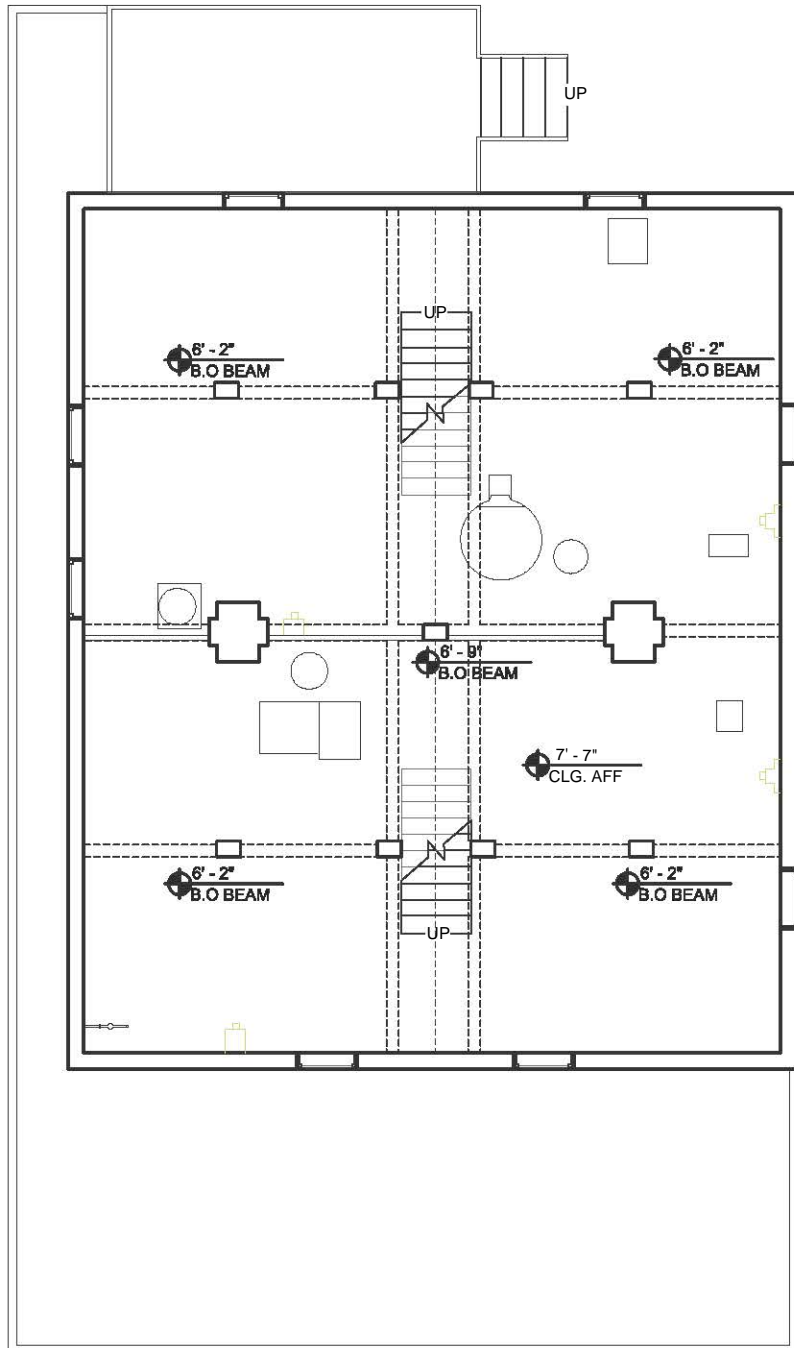 UP
UP
6' - 2"
B.O BEAM
6' - 2"
B.O BEAM
6' - 9"
B.O BEAM
7' - 7"
CLG. AFF
6' - 2"
B.O BEAM
6' - 2"
B.O BEAM
UP